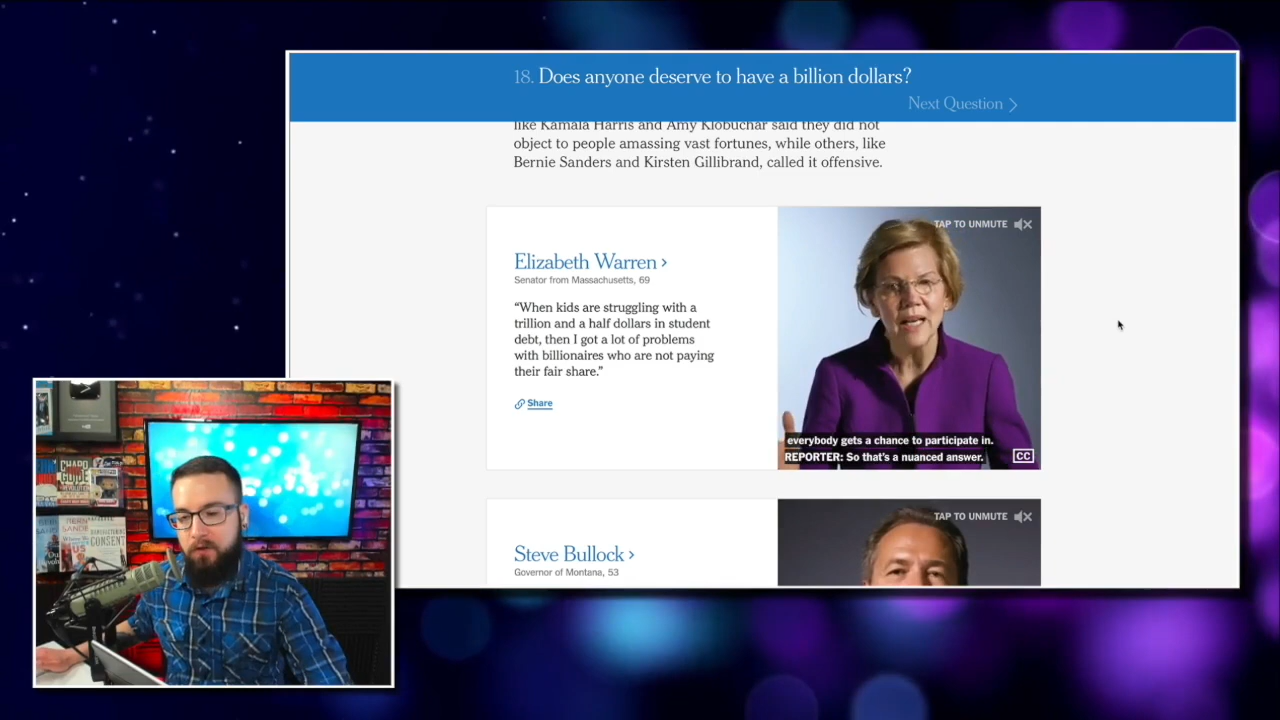 18. Does anyone deserve to have a billion dollars?
Next Question >
like Kamala Harris and Amy Klobuchar said they did not
object to people amassing vast fortunes, while others, like
Bernie Sanders and Kirsten Gillibrand, called it offensive.
Elizabeth Warren >
Senator from Massachusetts, 69
“When kids are struggling with a
trillion and a half dollars in student
debt, then I got a lot of problems
with billionaires who are not paying
their fair share.”
Share
TAP TO UNMUTE
everybody gets a chance to participate in.
REPORTER: So that's a nuanced answer.
CC
Steve Bullock >
Governor of Montana, 53
TAP TO UNMUTE
CHAPO
GUIDE
REVOLUTION
CONSENT